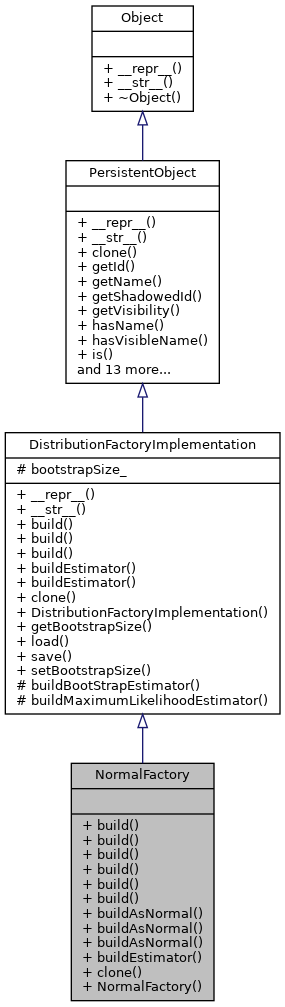 Object
+ __repr__()
+ __str__()
+ ~Object()
PersistentObject
+ __repr__()
+ __str__()
+ clone()
+ getId()
+ getName()
+ getShadowedId()
+ getVisibility()
+ hasName()
+ hasVisibleName()
+ is()
and 13 more...
DistributionFactoryImplementation
# bootstrapSize_
+ __repr__()
+ __str__()
+ build()
+ build()
+ build()
+ buildEstimator()
+ buildEstimator()
+ clone()
+ DistributionFactoryImplementation()
+ getBootstrapSize()
+ load()
+ save()
+ setBootstrapSize()
# buildBootStrapEstimator()
# buildMaximumLikelihoodEstimator()
NormalFactory
+ build()
+ build()
+ build()
+ build()
+ build()
+ build()
+ buildAsNormal()
+ buildAsNormal()
+ buildAsNormal()
+ buildEstimator()
+ clone()
+ NormalFactory()